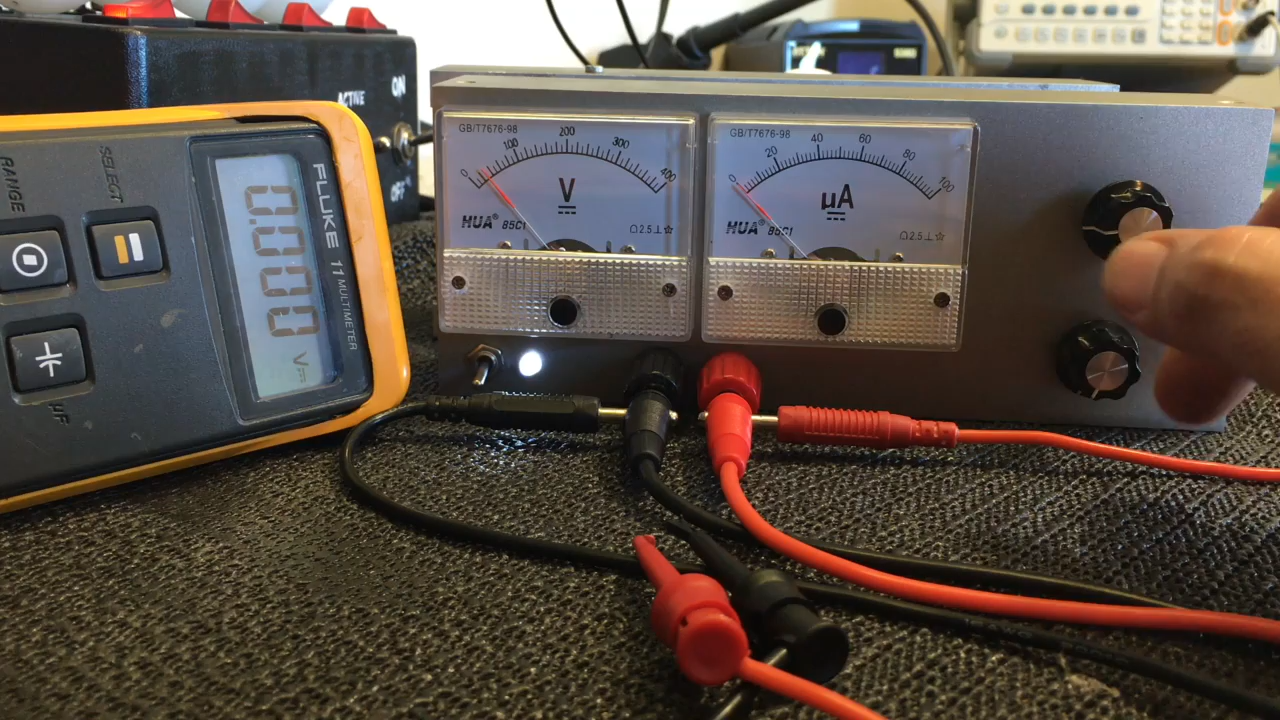 ACTIVE
ON
OFF
RANGE
SELECT
µF
FLUKE
11 MULTIMETER
000.0
V
GB/T7676-98
0 100 200 300 400
V
HUA® 85C1
2.5
GB/T7676-98
0 20 40 60 80 100
µA
HUA® 85C1
2.5